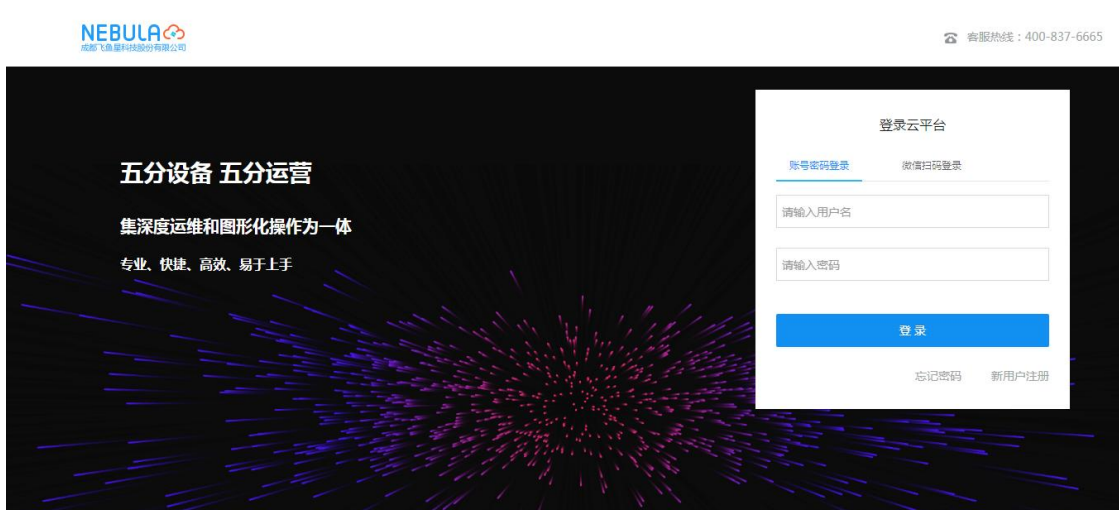 NEBULA
成都飞鱼星科技股份有限公司
客服热线：400-837-6665
五分设备 五分运营
集深度运维和图形化操作为一体
专业、快捷、高效、易于上手
登录云平台
账号密码登录 微信扫码登录
请输入用户名
请输入密码
登 录
忘记密码 新用户注册